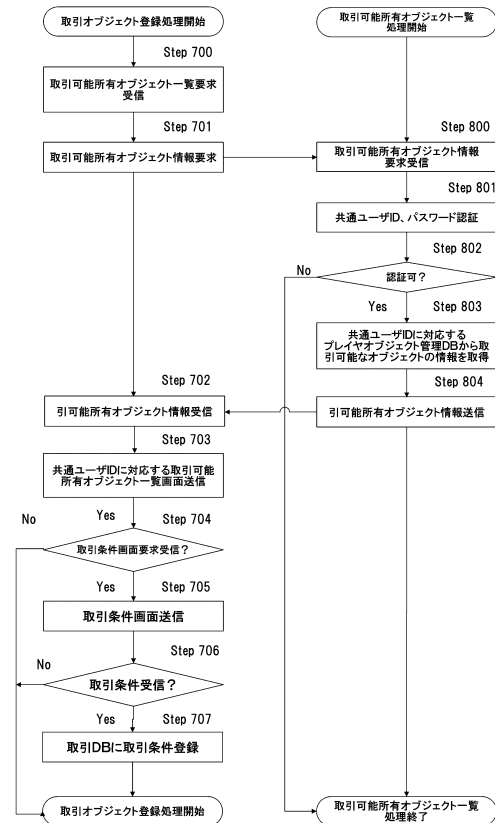 取引オブジェクト登録処理開始
Step 700
取引可能所有オブジェクト一覧要求
受信
Step 701
取引可能所有オブジェクト情報要求
Step 702
引可能所有オブジェクト情報受信
Step 703
共通ユーザIDに対応する取引可能
所有オブジェクト一覧画面送信
No
Yes
Step 704
取引条件画面要求受信?
Yes
Step 705
取引条件画面送信
Step 706
No
取引条件受信?
Yes
Step 707
取引DBに取引条件登録
取引オブジェクト登録処理開始
取引可能所有オブジェクト一覧
処理開始
Step 800
取引可能所有オブジェクト情報
要求受信
Step 801
共通ユーザID、パスワード認証
Step 802
No
認証可?
Yes
Step 803
共通ユーザIDに対応する
プレイヤオブジェクト管理DBから取
引可能なオブジェクトの情報を取得
Step 804
引可能所有オブジェクト情報送信
取引可能所有オブジェクト一覧
処理終了